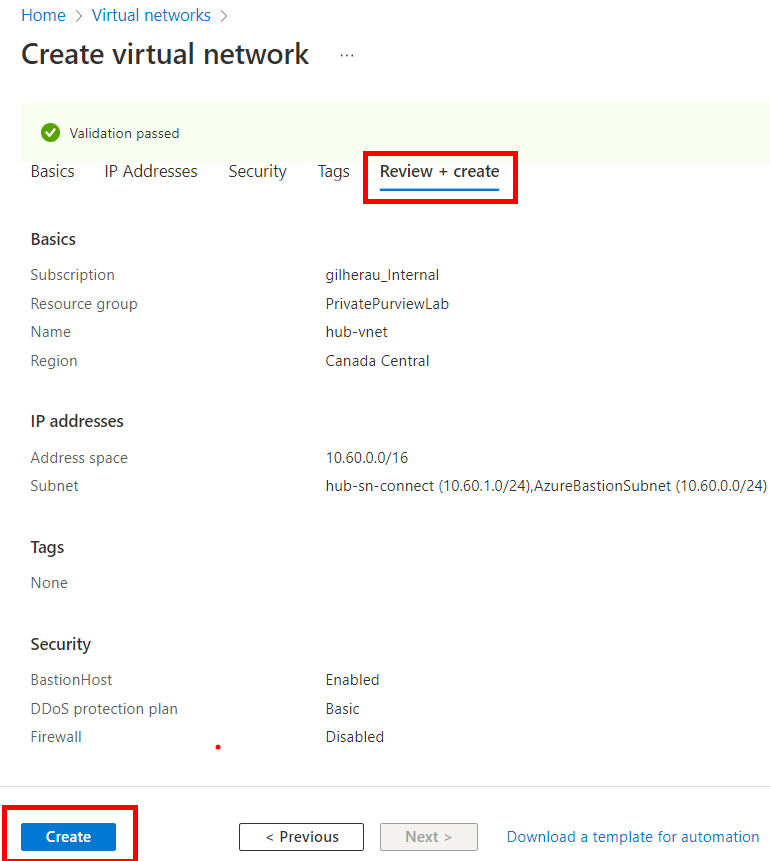 Home > Virtual networks >
Create virtual network ...
Validation passed
Basics IP Addresses Security Tags Review + create
Basics
Subscription gilherau_Internal
Resource group PrivatePurviewLab
Name hub-vnet
Region Canada Central
IP addresses
Address space 10.60.0.0/16
Subnet hub-sn-connect (10.60.1.0/24),AzureBastionSubnet (10.60.0.0/24)
Tags
None
Security
BastionHost Enabled
DDoS protection plan Basic
Firewall Disabled
Create < Previous Next > Download a template for automation